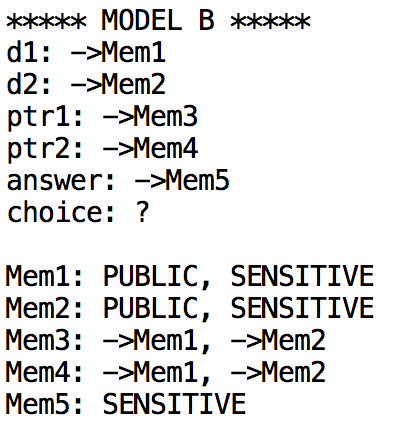 ***** MODEL B *****
d1: ->Mem1
d2: ->Mem2
ptr1: ->Mem3
ptr2: ->Mem4
answer: ->Mem5
choice: ?
Mem1: PUBLIC, SENSITIVE
Mem2: PUBLIC, SENSITIVE
Mem3: ->Mem1, ->Mem2
Mem4: ->Mem1, ->Mem2
Mem5: SENSITIVE